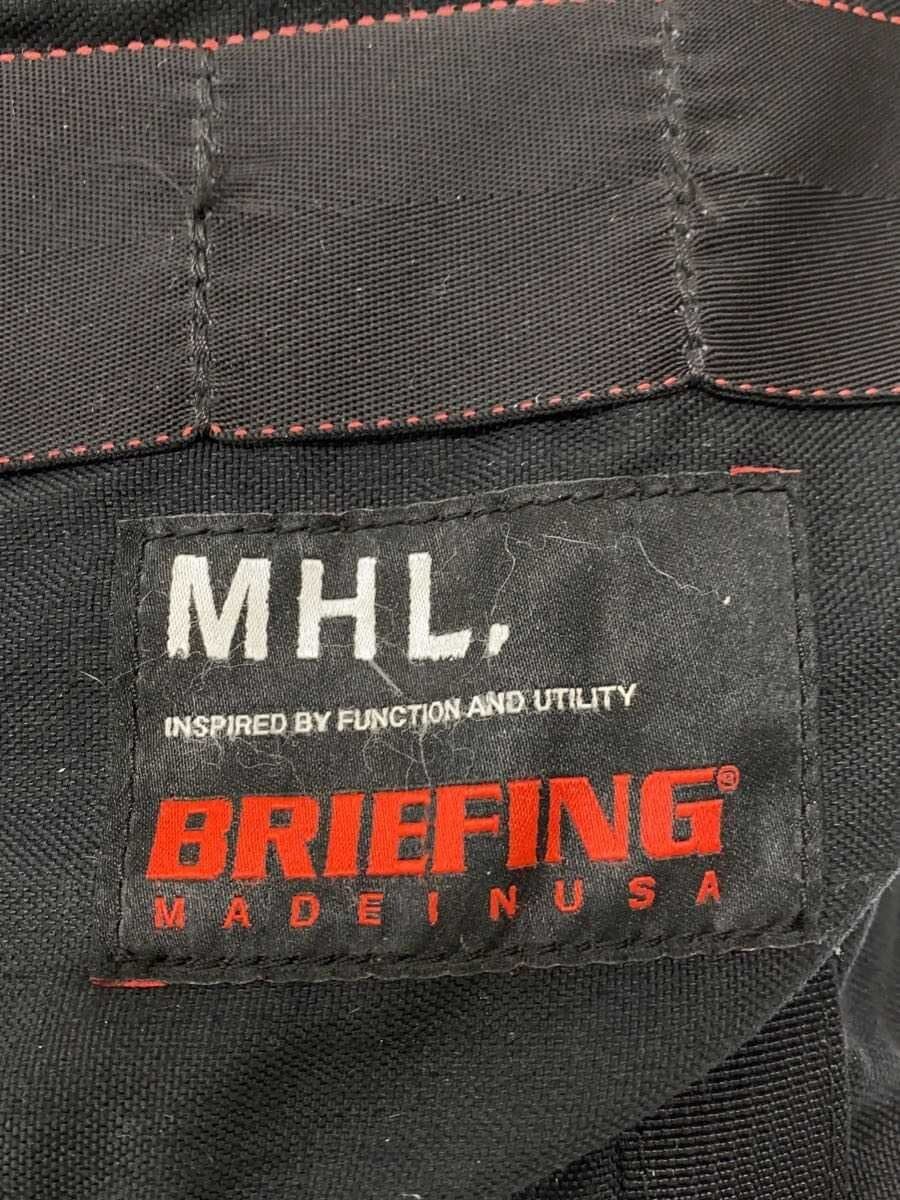 MHL.
INSPIRED BY FUNCTION AND UTILITY
BRIEFING®
MADE IN USA